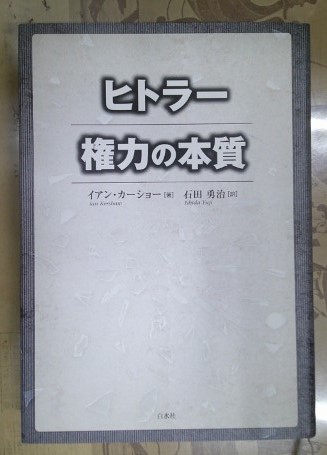 ヒトラー
権力の本質
イアン・カーショー[著] 石田 勇治[訳]
Ian Kershaw Ishida Yuji
白水社